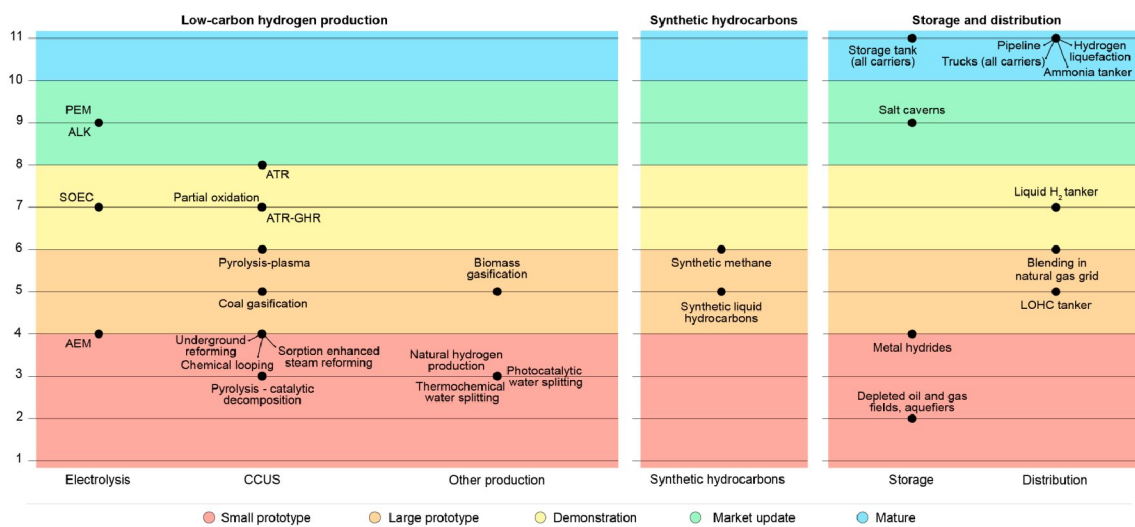 Low-carbon hydrogen production
Synthetic hydrocarbons
Storage and distribution
11
10
9
8
7
6
5
4
3
2
1
PEM
ALK
SOEC
AEM
ATR
Partial oxidation
ATR-GHR
Pyrolysis-plasma
Coal gasification
Underground
reforming
Chemical looping
Sorption enhanced
steam reforming
Pyrolysis - catalytic
decomposition
Biomass
gasification
Natural hydrogen
production
Photocatalytic
water splitting
Thermochemical
water splitting
Synthetic methane
Synthetic liquid
hydrocarbons
Storage tank
(all carriers)
Salt caverns
Metal hydrides
Depleted oil and gas
fields, aquefiers
Pipeline
Trucks (all carriers)
Hydrogen
liquefaction
Ammonia tanker
Liquid H₂ tanker
Blending in
natural gas grid
LOHC tanker
Electrolysis
CCUS
Other production
Synthetic hydrocarbons
Storage
Distribution
Small prototype
Large prototype
Demonstration
Market update
Mature